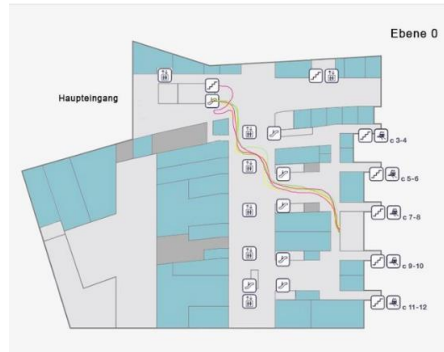 Ebene 0
Haupteingang
c 3-4
c 5-6
c 7-8
c 9-10
c 11-12